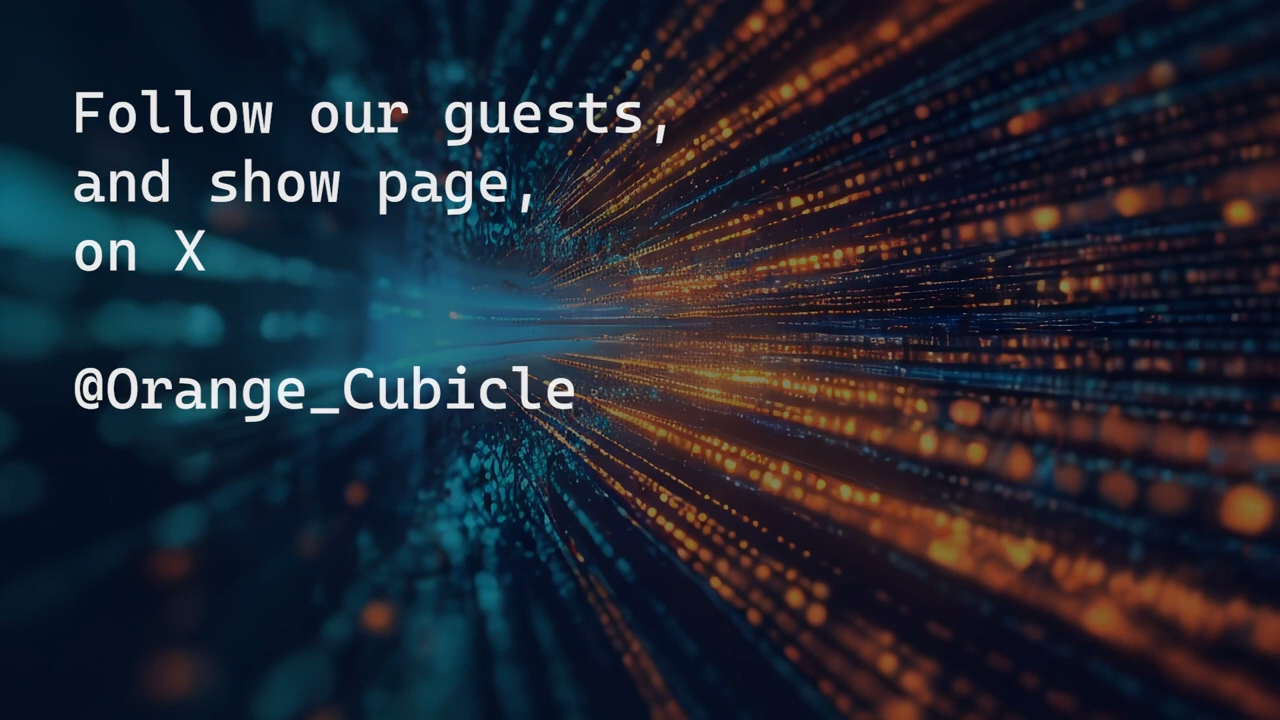 Follow our guests,
and show page,
on X
@Orange_Cubicle